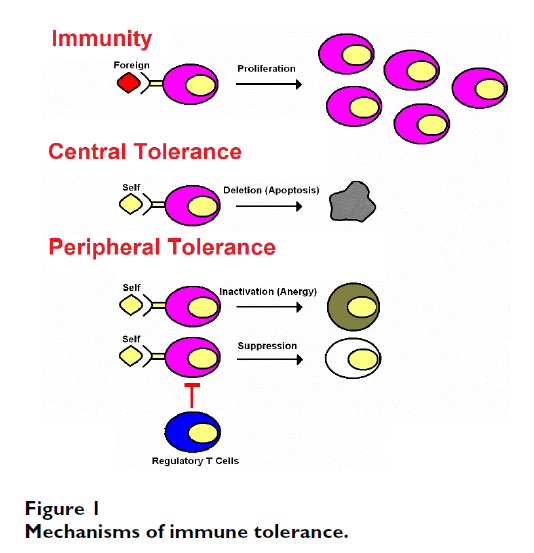 Immunity
Foreign
Proliferation
Central Tolerance
Self
Deletion (Apoptosis)
Peripheral Tolerance
Self
Inactivation (Anergy)
Self
Suppression
Regulatory T Cells
Figure 1
Mechanisms of immune tolerance.